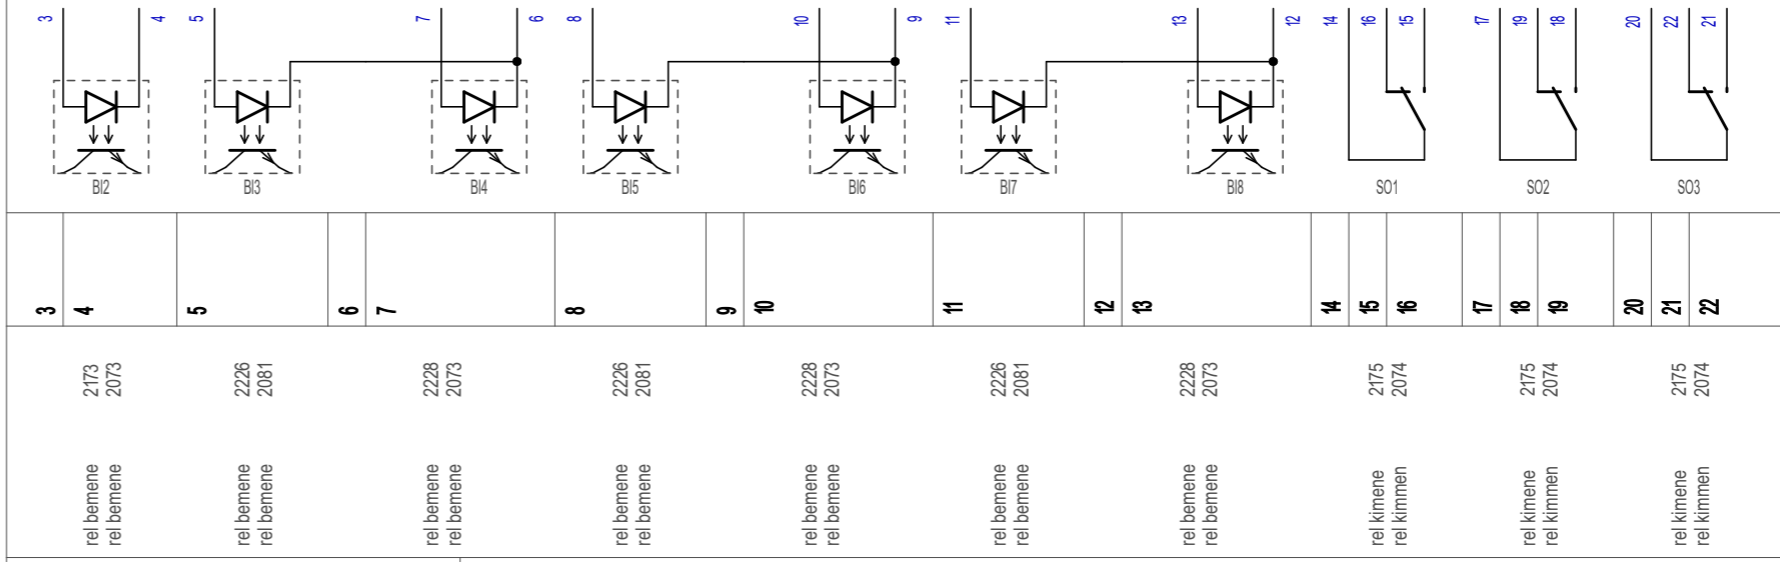 3 4 5 7 6 8 10 9 11 13 12 14 16 15 17 19 18 20 22 21
BI2 BI3 BI4 BI5 BI6 BI7 BI8 SO1 SO2 SO3
3 4 5 6 7 8 9 10 11 12 13 14 15 16 17 18 19 20 21 22
2173
2073
2226
2081
2228
2073
2226
2081
2228
2073
2226
2081
2228
2073
2175
2074
2175
2074
2175
2074
rel bemene
rel bemene
rel bemene
rel bemene
rel bemene
rel bemene
rel bemene
rel bemene
rel bemene
rel bemene
rel bemene
rel bemene
rel bemene
rel bemene
rel kimene
rel kimmen
rel kimene
rel kimmen
rel kimene
rel kimmen